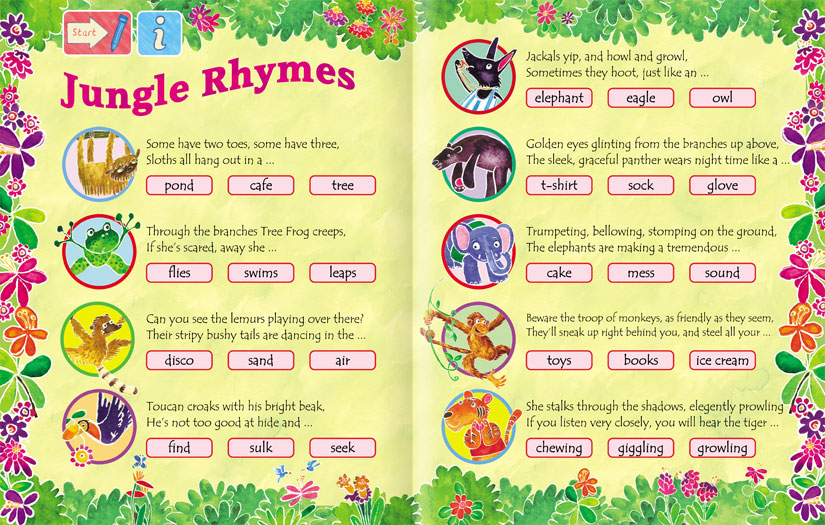 Start
i
Jungle Rhymes
Some have two toes, some have three,
Sloths all hang out in a ...
pond cafe tree
Through the branches Tree Frog creeps,
If she's scared, away she ...
flies swims leaps
Can you see the lemurs playing over there?
Their stripy bushy tails are dancing in the ...
disco sand air
Toucan croaks with his bright beak,
He's not too good at hide and ...
find sulk seek
Jackals yip, and howl and growl,
Sometimes they hoot, just like an ...
elephant eagle owl
Golden eyes glinting from the branches up above,
The sleek, graceful panther wears night time like a ...
t-shirt sock glove
Trumpeting, bellowing, stomping on the ground,
The elephants are making a tremendous ...
cake mess sound
Beware the troop of monkeys, as friendly as they seem,
They'll sneak up right behind you, and steel all your ...
toys books ice cream
She stalks through the shadows, elegently prowling
If you listen very closely, you will hear the tiger ...
chewing giggling growling